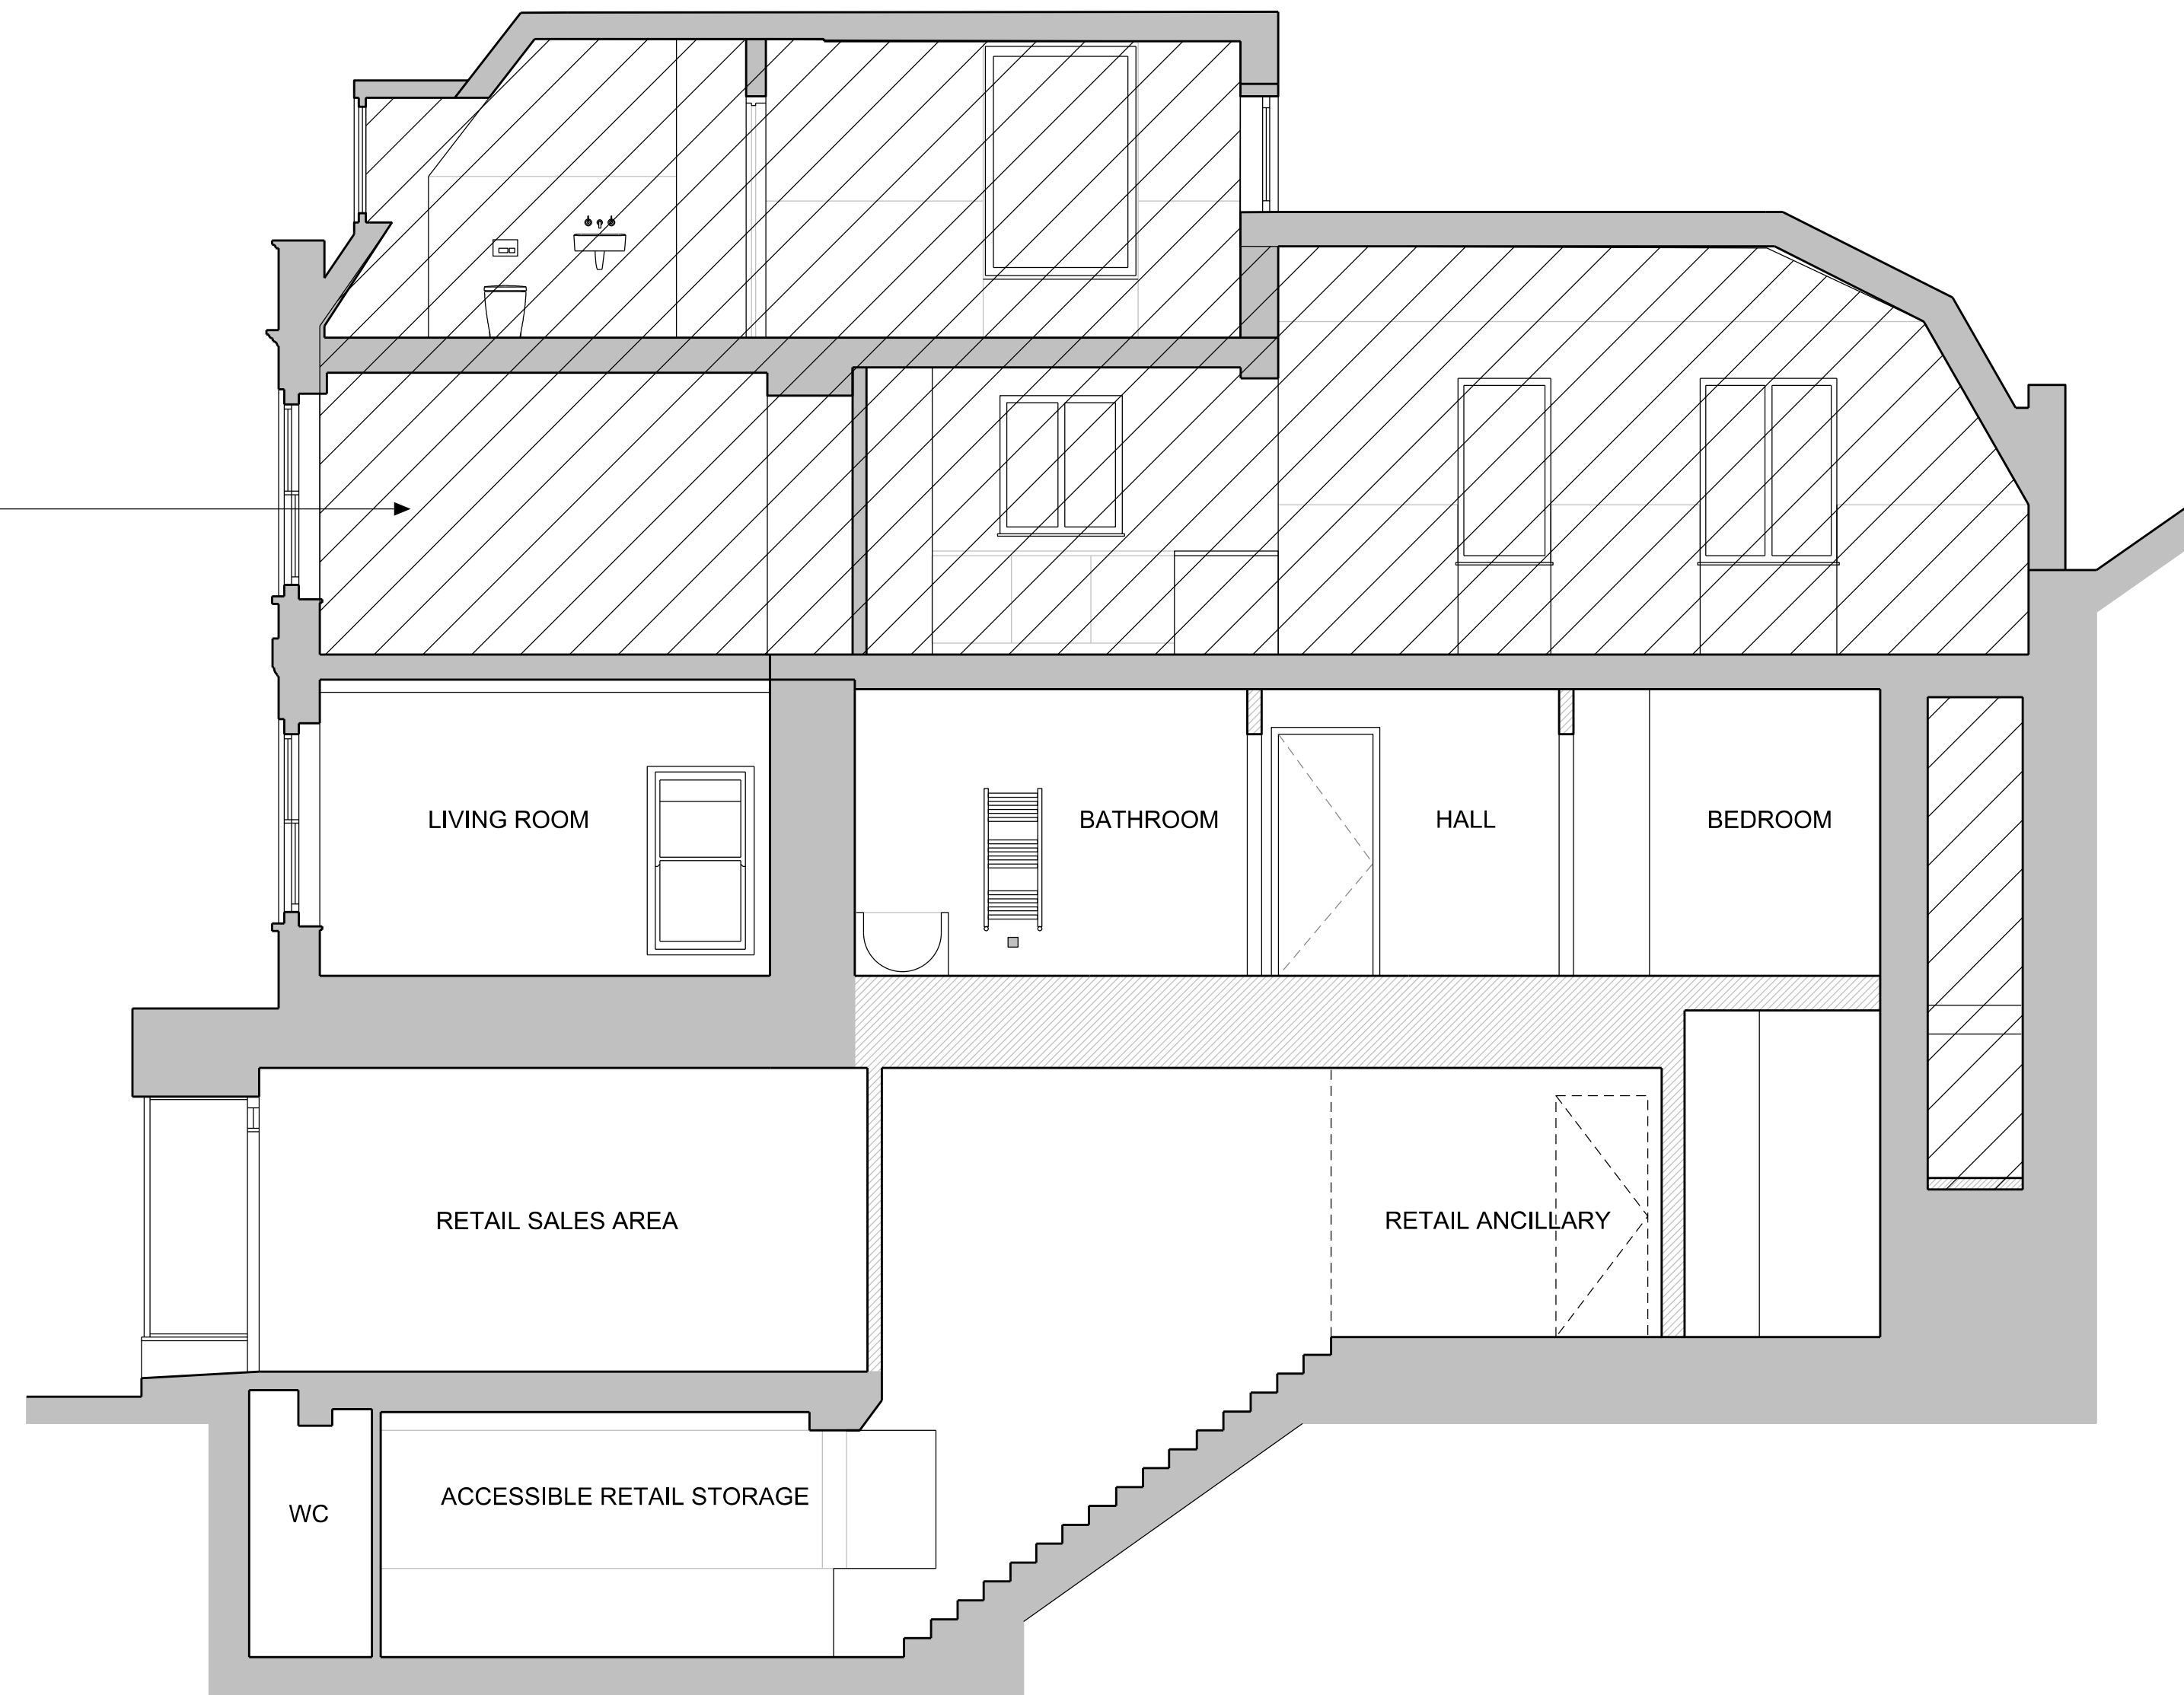 LIVING ROOM
BATHROOM
HALL
BEDROOM
RETAIL SALES AREA
RETAIL ANCILLARY
ACCESSIBLE RETAIL STORAGE
WC